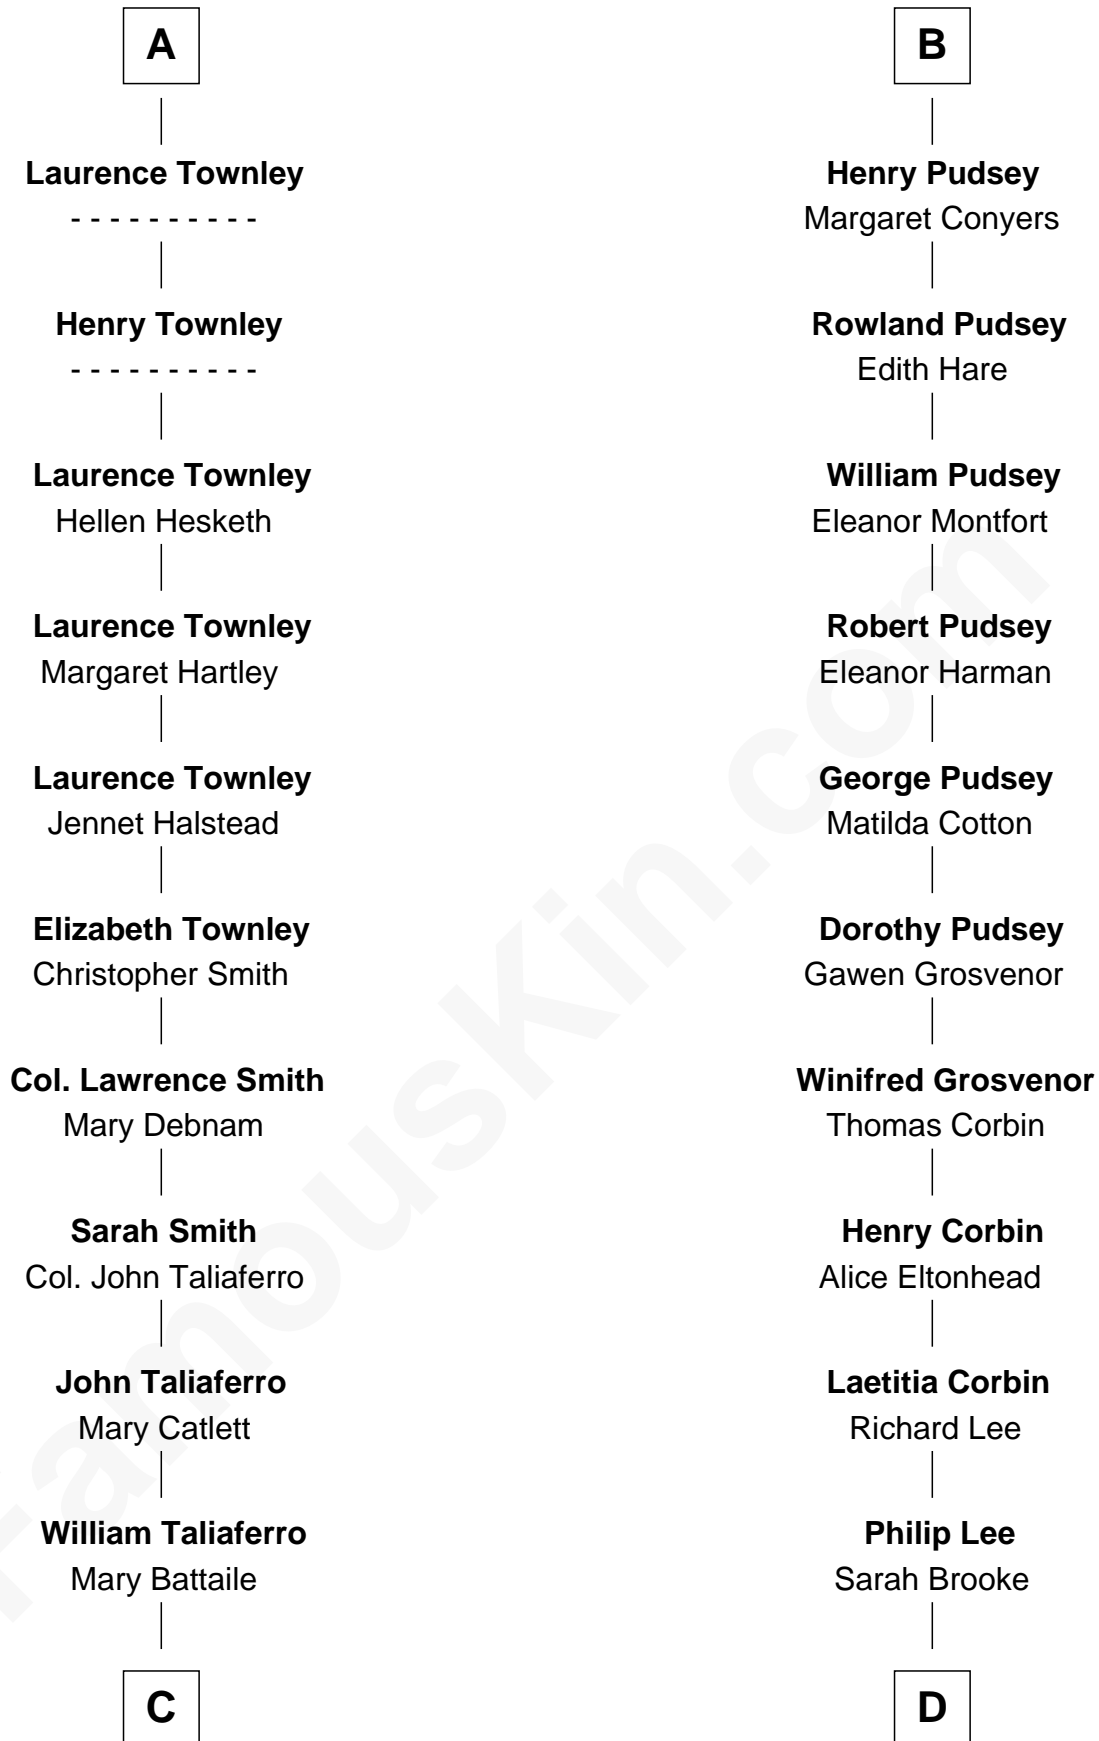 A
Laurence Townley
- - - - - - - - - -
Henry Townley
- - - - - - - - - -
Laurence Townley
Hellen Hesketh
Laurence Townley
Margaret Hartley
Laurence Townley
Jennet Halstead
Elizabeth Townley
Christopher Smith
Col. Lawrence Smith
Mary Debnam
Sarah Smith
Col. John Taliaferro
John Taliaferro
Mary Catlett
William Taliaferro
Mary Battaile
C
B
Henry Pudsey
Margaret Conyers
Rowland Pudsey
Edith Hare
William Pudsey
Eleanor Montfort
Robert Pudsey
Eleanor Harman
George Pudsey
Matilda Cotton
Dorothy Pudsey
Gawen Grosvenor
Winifred Grosvenor
Thomas Corbin
Henry Corbin
Alice Eltonhead
Laetitia Corbin
Richard Lee
Philip Lee
Sarah Brooke
D
FamousKin.com